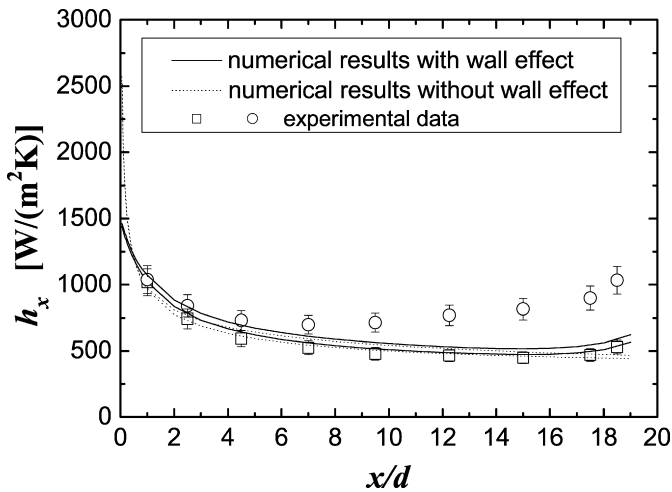 3000
2500
2000
1500
1000
500
0
h_x [W/(m²K)]
numerical results with wall effect
numerical results without wall effect
experimental data
0 2 4 6 8 10 12 14 16 18 20
x/d